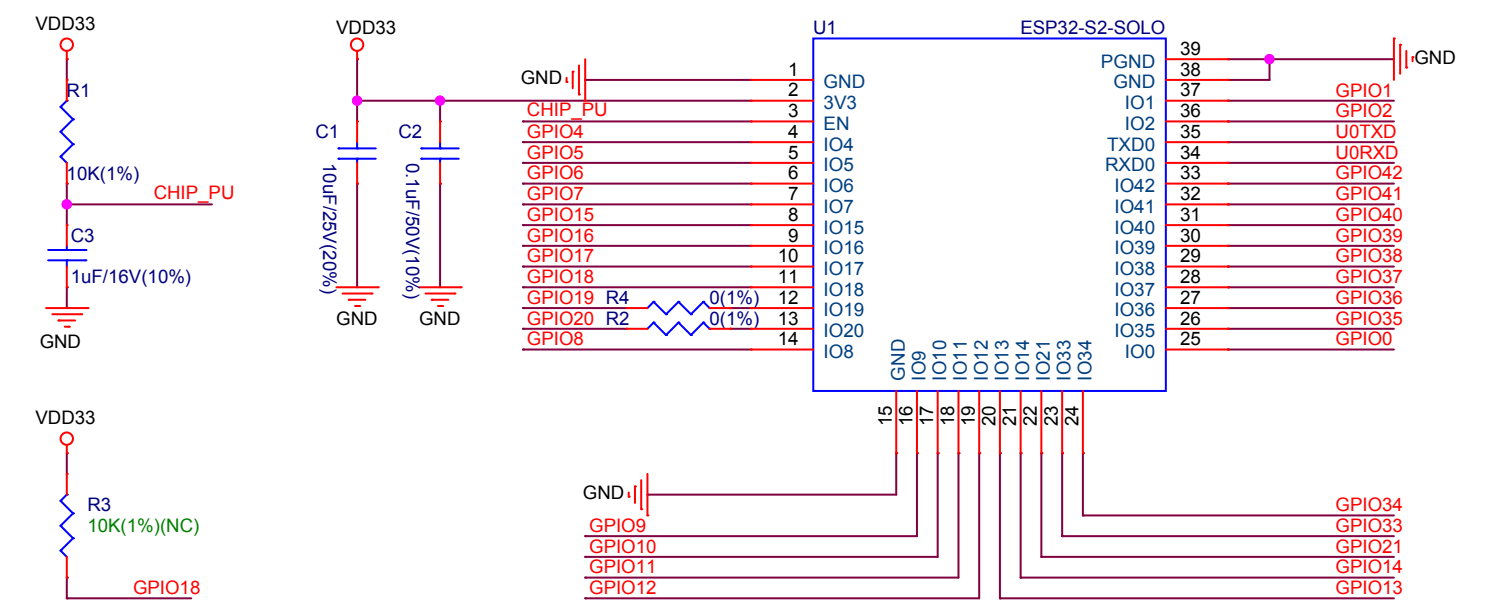 VDD33
R1
10K(1%)
CHIP_PU
C3
1uF/16V(10%)
GND
VDD33
R3
10K(1%)(NC)
GPIO18
VDD33
C1
10uF/25V(20%)
GND
C2
0.1uF/50V(10%)
GND
U1
ESP32-S2-SOLO
GND 1 GND
2 3V3
CHIP_PU 3 EN
GPIO4 4 IO4
GPIO5 5 IO5
GPIO6 6 IO6
GPIO7 7 IO7
GPIO15 8 IO15
GPIO16 9 IO16
GPIO17 10 IO17
GPIO18 11 IO18
GPIO19 R4 0(1%) 12 IO19
GPIO20 R2 0(1%) 13 IO20
GPIO8 14 IO8
PGND 39 GND
GND 38
IO1 37 GPIO1
IO2 36 GPIO2
TXD0 35 U0TXD
RXD0 34 U0RXD
IO42 33 GPIO42
IO41 32 GPIO41
IO40 31 GPIO40
IO39 30 GPIO39
IO38 29 GPIO38
IO37 28 GPIO37
IO36 27 GPIO36
IO35 26 GPIO35
IO0 25 GPIO0
GND IO9 IO10 IO11 IO12 IO13 IO14 IO21 IO33 IO34
15 16 17 18 19 20 21 22 23 24
GND
GPIO9
GPIO10
GPIO11
GPIO12
GPIO34
GPIO33
GPIO21
GPIO14
GPIO13